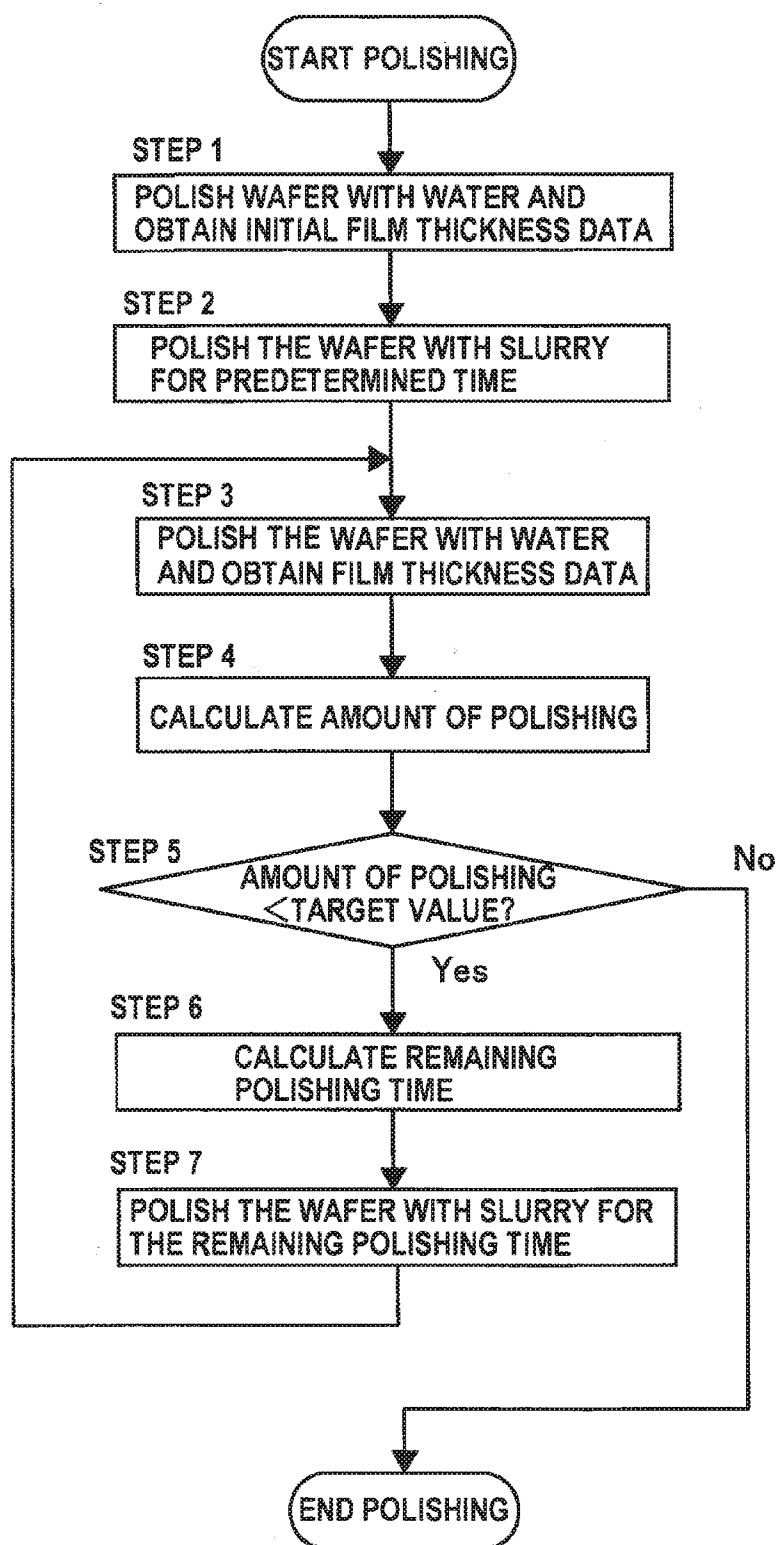 START POLISHING
STEP 1
POLISH WAFER WITH WATER AND
OBTAIN INITIAL FILM THICKNESS DATA
STEP 2
POLISH THE WAFER WITH SLURRY
FOR PREDETERMINED TIME
STEP 3
POLISH THE WAFER WITH WATER
AND OBTAIN FILM THICKNESS DATA
STEP 4
CALCULATE AMOUNT OF POLISHING
STEP 5
No
AMOUNT OF POLISHING
<TARGET VALUE?
Yes
STEP 6
CALCULATE REMAINING
POLISHING TIME
STEP 7
POLISH THE WAFER WITH SLURRY FOR
THE REMAINING POLISHING TIME
END POLISHING